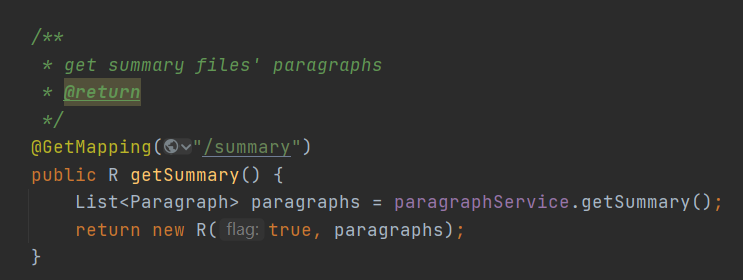 /**
 * get summary files' paragraphs
 * @return
 */
@GetMapping("/summary")
public R getSummary() {
    List<Paragraph> paragraphs = paragraphService.getSummary();
    return new R( flag: true, paragraphs);
}